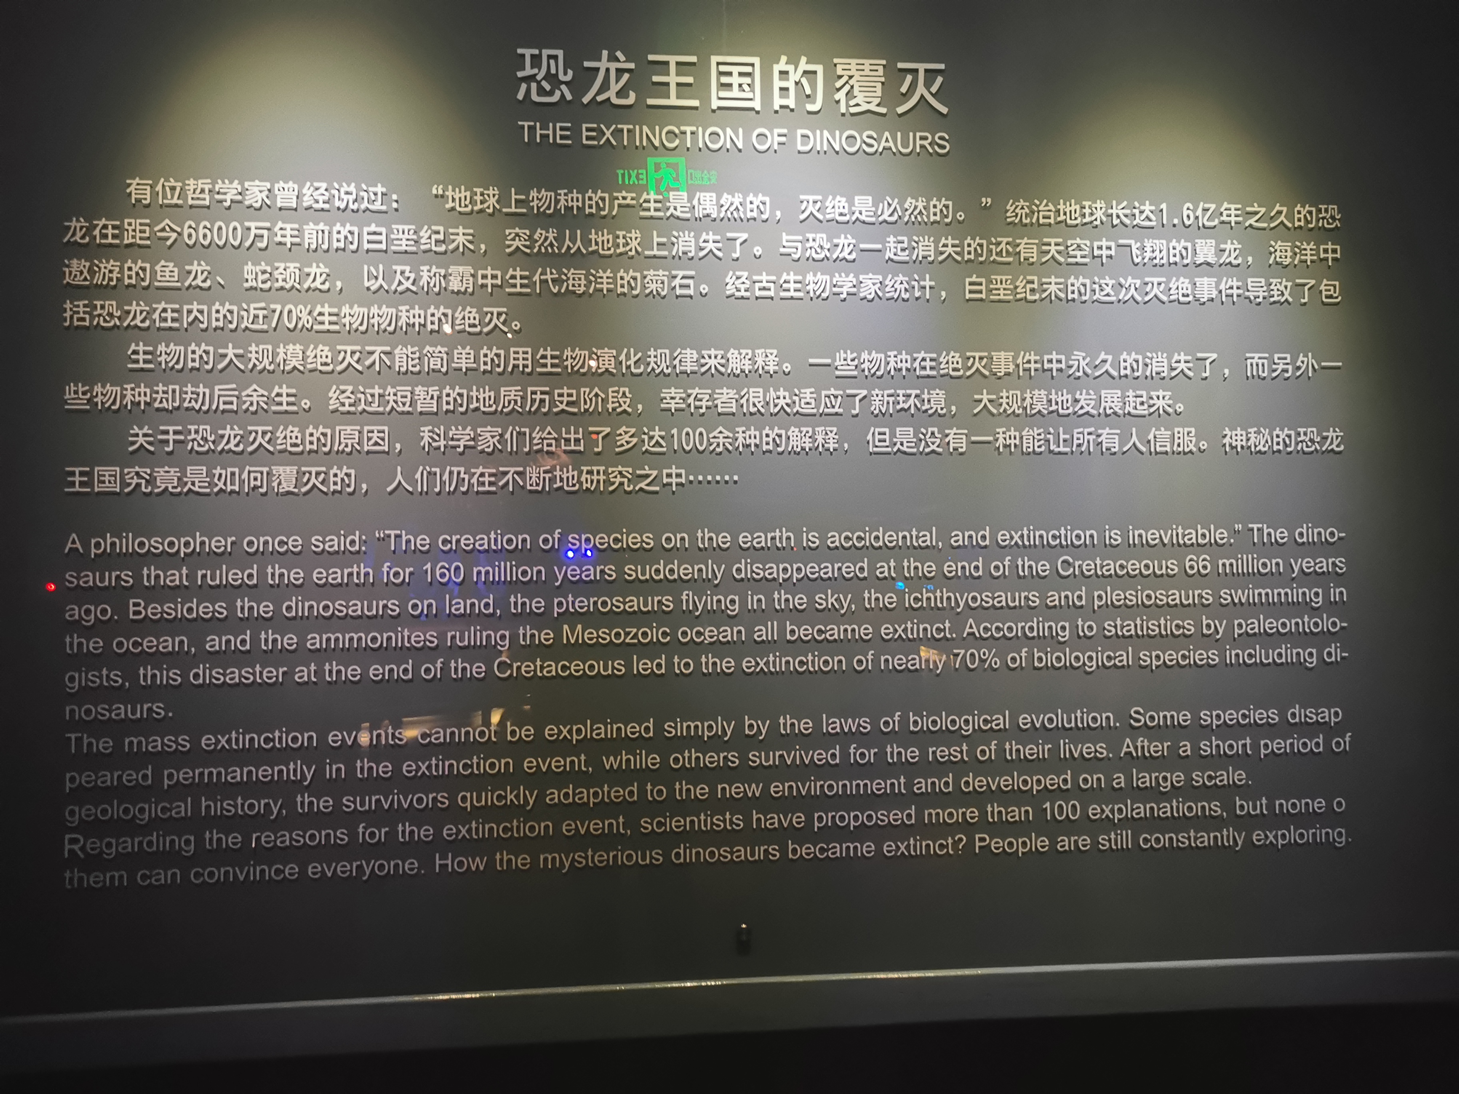 恐龙王国的覆灭
THE EXTINCTION OF DINOSAURS
EXIT 安全出口
有位哲学家曾经说过：“地球上物种的产生是偶然的，灭绝是必然的。”统治地球长达1.6亿年之久的恐
龙在距今6600万年前的白垩纪末，突然从地球上消失了。与恐龙一起消失的还有天空中飞翔的翼龙，海洋中
遨游的鱼龙、蛇颈龙，以及称霸中生代海洋的菊石。经古生物学家统计，白垩纪末的这次灭绝事件导致了包
括恐龙在内的近70%生物物种的绝灭。
生物的大规模绝灭不能简单的用生物演化规律来解释。一些物种在绝灭事件中永久的消失了，而另外一
些物种却劫后余生。经过短暂的地质历史阶段，幸存者很快适应了新环境，大规模地发展起来。
关于恐龙灭绝的原因，科学家们给出了多达100余种的解释，但是没有一种能让所有人信服。神秘的恐龙
王国究竟是如何覆灭的，人们仍在不断地研究之中……
A philosopher once said: “The creation of species on the earth is accidental, and extinction is inevitable.” The dino-
saurs that ruled the earth for 160 million years suddenly disappeared at the end of the Cretaceous 66 million years
ago. Besides the dinosaurs on land, the pterosaurs flying in the sky, the ichthyosaurs and plesiosaurs swimming in
the ocean, and the ammonites ruling the Mesozoic ocean all became extinct. According to statistics by paleontolo-
gists, this disaster at the end of the Cretaceous led to the extinction of nearly 70% of biological species including di-
nosaurs.
The mass extinction events cannot be explained simply by the laws of biological evolution. Some species disap
peared permanently in the extinction event, while others survived for the rest of their lives. After a short period of
geological history, the survivors quickly adapted to the new environment and developed on a large scale.
Regarding the reasons for the extinction event, scientists have proposed more than 100 explanations, but none o
them can convince everyone. How the mysterious dinosaurs became extinct? People are still constantly exploring.